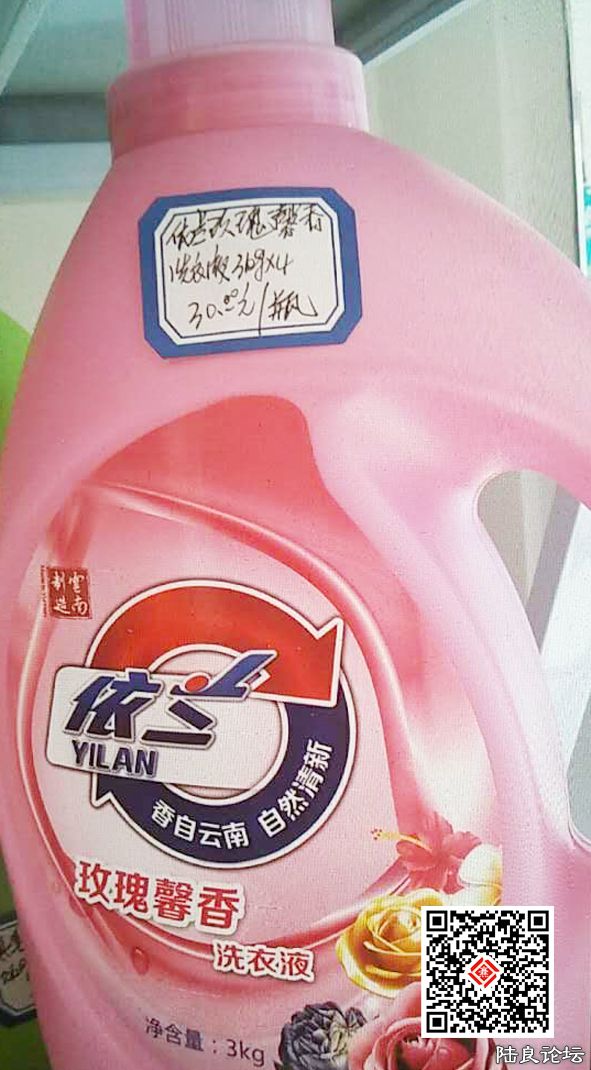 依兰玫瑰馨香
洗衣液3kg×4
30.00元/瓶
雲南
制造
依兰
YILAN
香自云南 自然清新
玫瑰馨香
洗衣液
净含量：3kg
陆良论坛